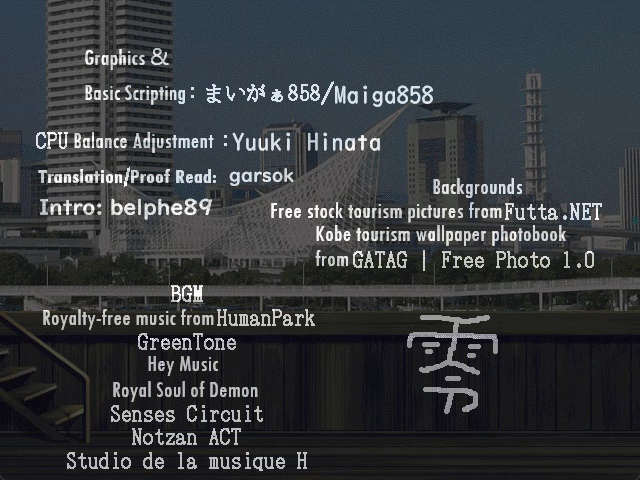 Graphics &
Basic Scripting: まいがぁ858/Maiga858
CPU Balance Adjustment :Yuuki Hinata
Translation/Proof Read: garsok
Intro: belphe89
Backgrounds
Free stock tourism pictures from Futta.NET
Kobe tourism wallpaper photobook
from GATAG | Free Photo 1.0
BGM
Royalty-free music from HumanPark
GreenTone
Hey Music
Royal Soul of Demon
Senses Circuit
Notzan ACT
Studio de la musique H
零